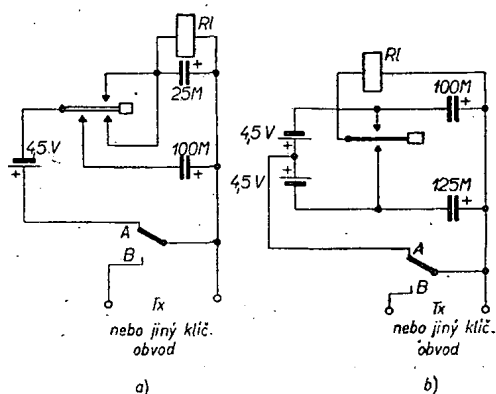 Rl
25M
+
4,5V
+
100M
+
A
B
Tx
nebo jiný klíč.
obvod
a)
Rl
100M
+
4,5V
+
4,5V
+
125M
+
A
B
Tx
nebo jiný klíč.
obvod
b)